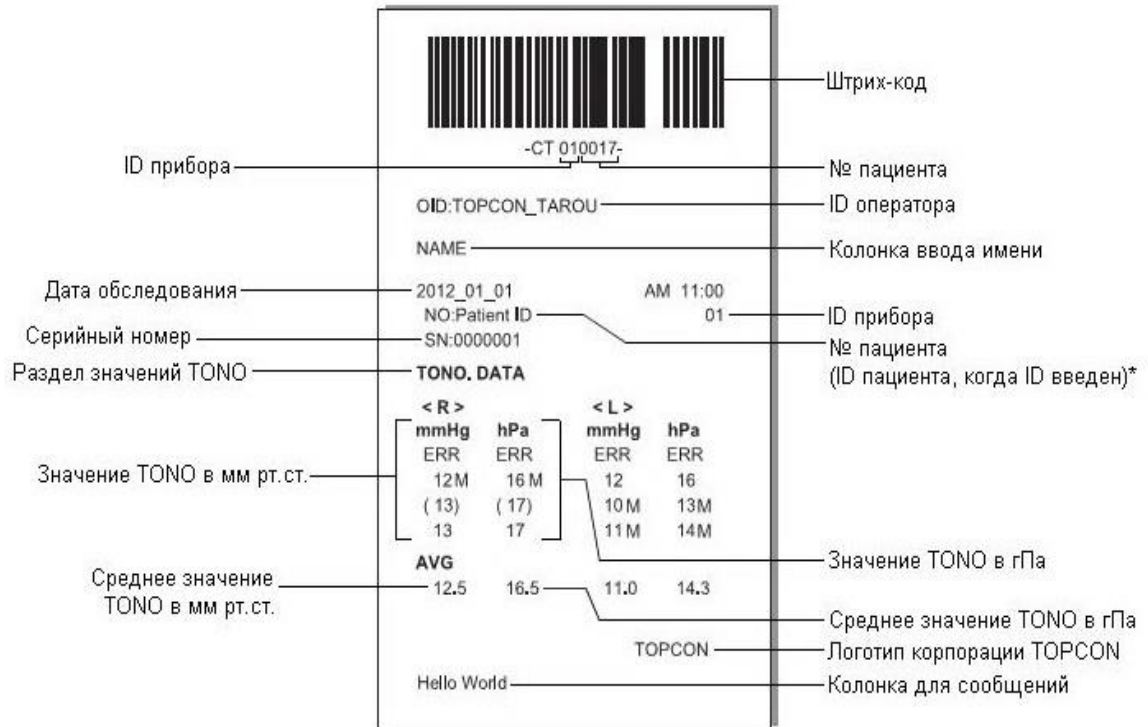 Штрих-код
-CT 010017-
ID прибора
№ пациента
OID:TOPCON_TAROU
ID оператора
NAME
Колонка ввода имени
Дата обследования
2012_01_01 AM 11:00
NO:Patient ID 01
ID прибора
Серийный номер
SN:0000001
№ пациента
(ID пациента, когда ID введен)*
Раздел значений TONO
TONO. DATA
< R > < L >
mmHg hPa mmHg hPa
ERR ERR ERR ERR
Значение TONO в мм рт.ст.
12M 16M 12 16
( 13) ( 17) 10M 13M
13 17 11M 14M
Значение TONO в гПа
AVG
Среднее значение
TONO в мм рт.ст.
12.5 16.5 11.0 14.3
Среднее значение TONO в гПа
TOPCON
Логотип корпорации TOPCON
Hello World
Колонка для сообщений